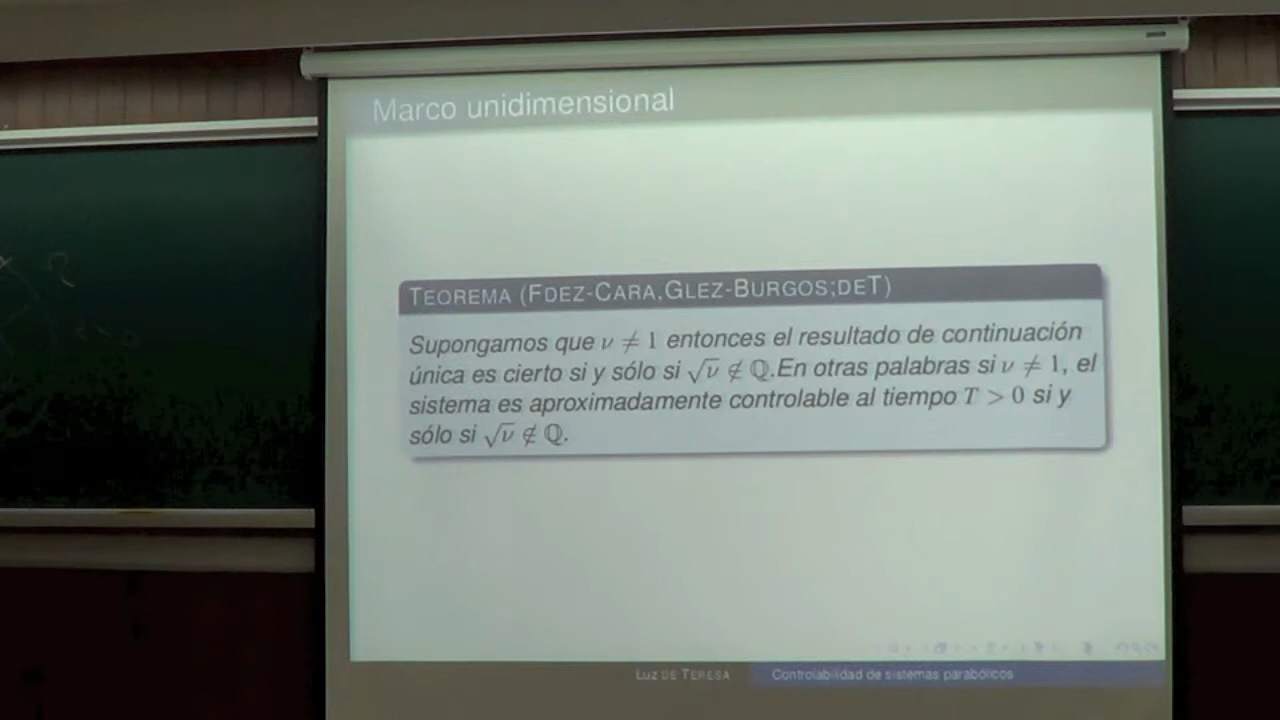 Marco unidimensional
TEOREMA (FDEZ-CARA,GLEZ-BURGOS;DET)
Supongamos que ν ≠ 1 entonces el resultado de continuación
única es cierto si y sólo si √ν ∉ ℚ.En otras palabras si ν ≠ 1, el
sistema es aproximadamente controlable al tiempo T > 0 si y
sólo si √ν ∉ ℚ.
LUZ DE TERESA
Controlabilidad de sistemas parabólicos